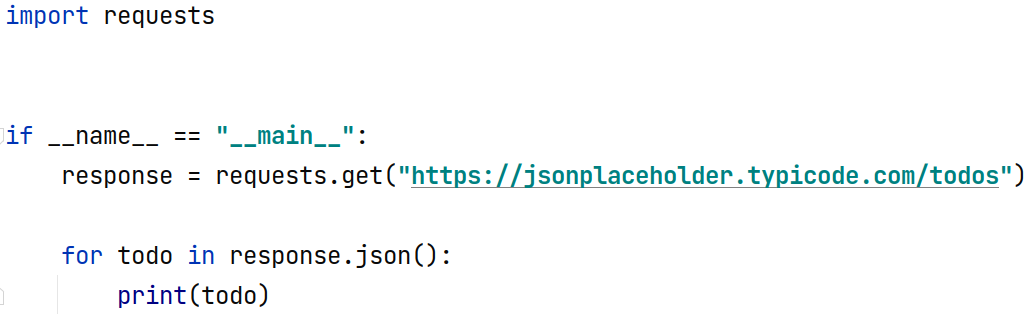 import requests
if __name__ == "__main__":
    response = requests.get("https://jsonplaceholder.typicode.com/todos")
    for todo in response.json():
        print(todo)